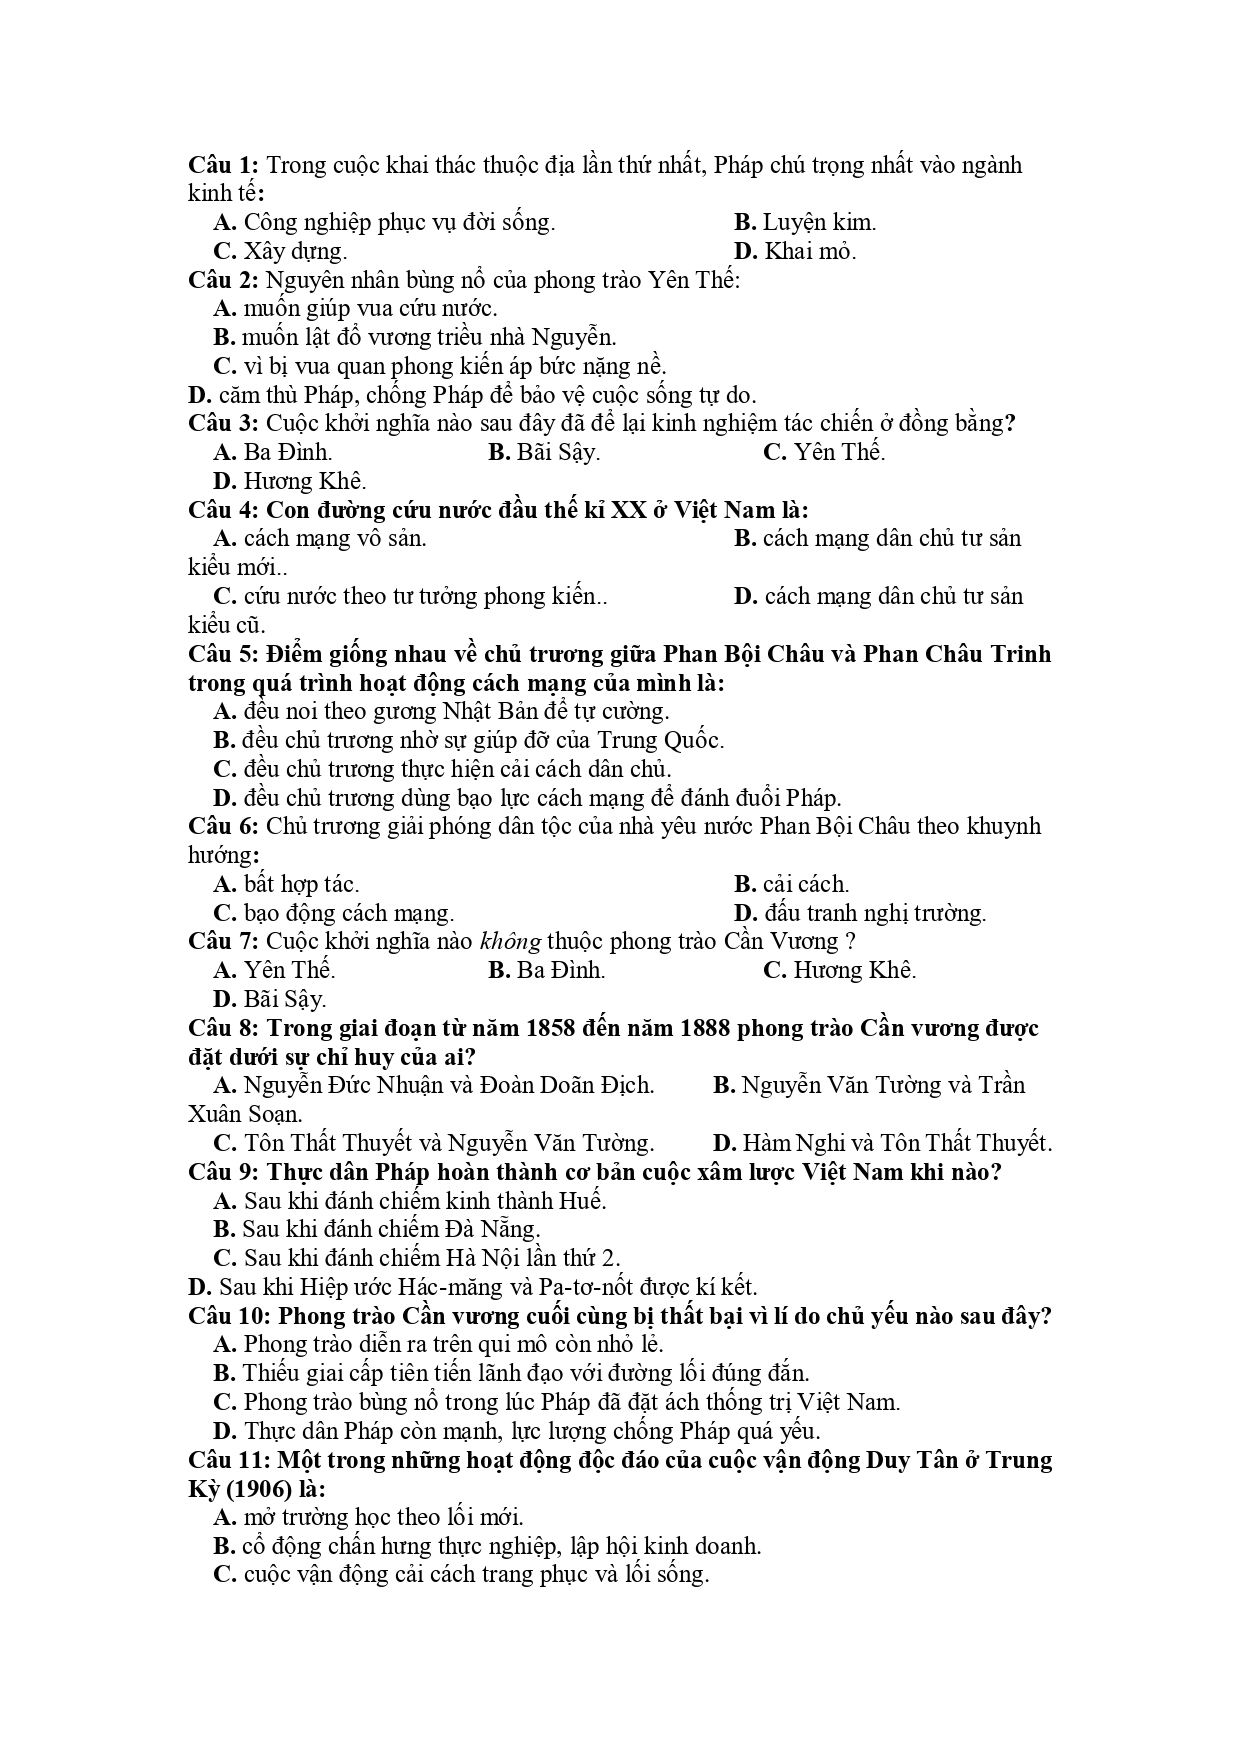 Câu 1: Trong cuộc khai thác thuộc địa lần thứ nhất, Pháp chú trọng nhất vào ngành
kinh tế:
A. Công nghiệp phục vụ đời sống. B. Luyện kim.
C. Xây dựng. D. Khai mỏ.
Câu 2: Nguyên nhân bùng nổ của phong trào Yên Thế:
A. muốn giúp vua cứu nước.
B. muốn lật đổ vương triều nhà Nguyễn.
C. vì bị vua quan phong kiến áp bức nặng nề.
D. căm thù Pháp, chống Pháp để bảo vệ cuộc sống tự do.
Câu 3: Cuộc khởi nghĩa nào sau đây đã để lại kinh nghiệm tác chiến ở đồng bằng?
A. Ba Đình. B. Bãi Sậy. C. Yên Thế.
D. Hương Khê.
Câu 4: Con đường cứu nước đầu thế kỉ XX ở Việt Nam là:
A. cách mạng vô sản. B. cách mạng dân chủ tư sản
kiểu mới..
C. cứu nước theo tư tưởng phong kiến.. D. cách mạng dân chủ tư sản
kiểu cũ.
Câu 5: Điểm giống nhau về chủ trương giữa Phan Bội Châu và Phan Châu Trinh
trong quá trình hoạt động cách mạng của mình là:
A. đều noi theo gương Nhật Bản để tự cường.
B. đều chủ trương nhờ sự giúp đỡ của Trung Quốc.
C. đều chủ trương thực hiện cải cách dân chủ.
D. đều chủ trương dùng bạo lực cách mạng để đánh đuổi Pháp.
Câu 6: Chủ trương giải phóng dân tộc của nhà yêu nước Phan Bội Châu theo khuynh
hướng:
A. bất hợp tác. B. cải cách.
C. bạo động cách mạng. D. đấu tranh nghị trường.
Câu 7: Cuộc khởi nghĩa nào không thuộc phong trào Cần Vương ?
A. Yên Thế. B. Ba Đình. C. Hương Khê.
D. Bãi Sậy.
Câu 8: Trong giai đoạn từ năm 1858 đến năm 1888 phong trào Cần vương được
đặt dưới sự chỉ huy của ai?
A. Nguyễn Đức Nhuận và Đoàn Doãn Địch. B. Nguyễn Văn Tường và Trần
Xuân Soạn.
C. Tôn Thất Thuyết và Nguyễn Văn Tường. D. Hàm Nghi và Tôn Thất Thuyết.
Câu 9: Thực dân Pháp hoàn thành cơ bản cuộc xâm lược Việt Nam khi nào?
A. Sau khi đánh chiếm kinh thành Huế.
B. Sau khi đánh chiếm Đà Nẵng.
C. Sau khi đánh chiếm Hà Nội lần thứ 2.
D. Sau khi Hiệp ước Hác-măng và Pa-tơ-nốt được kí kết.
Câu 10: Phong trào Cần vương cuối cùng bị thất bại vì lí do chủ yếu nào sau đây?
A. Phong trào diễn ra trên qui mô còn nhỏ lẻ.
B. Thiếu giai cấp tiên tiến lãnh đạo với đường lối đúng đắn.
C. Phong trào bùng nổ trong lúc Pháp đã đặt ách thống trị Việt Nam.
D. Thực dân Pháp còn mạnh, lực lượng chống Pháp quá yếu.
Câu 11: Một trong những hoạt động độc đáo của cuộc vận động Duy Tân ở Trung
Kỳ (1906) là:
A. mở trường học theo lối mới.
B. cổ động chấn hưng thực nghiệp, lập hội kinh doanh.
C. cuộc vận động cải cách trang phục và lối sống.